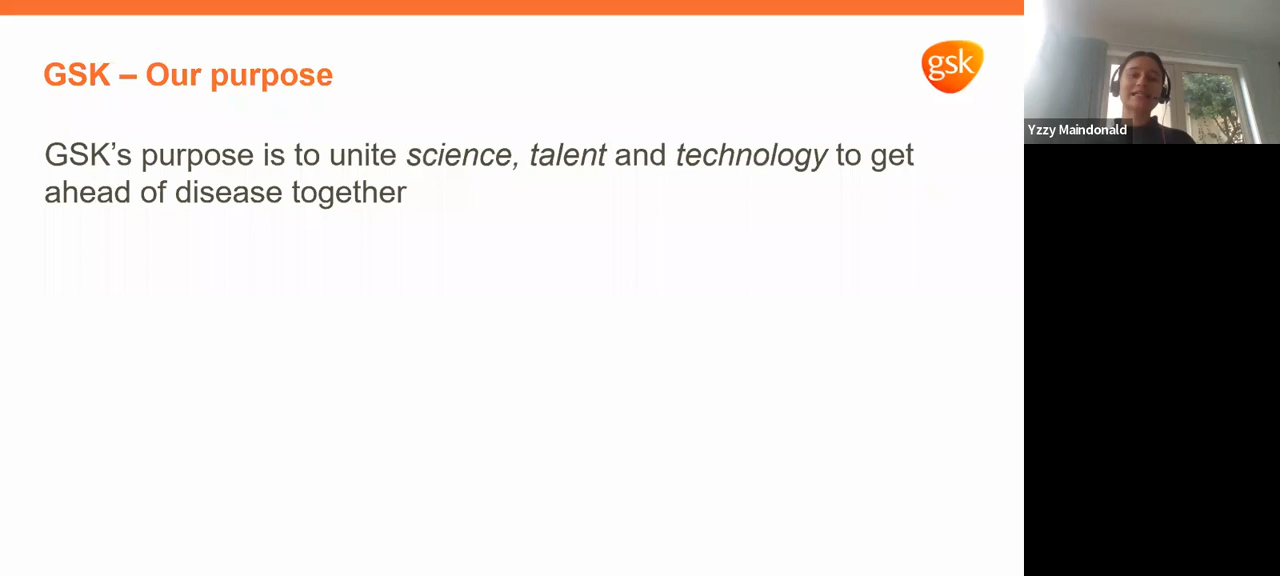 GSK – Our purpose
gsk
GSK’s purpose is to unite science, talent and technology to get
ahead of disease together
Yzzy Maindonald